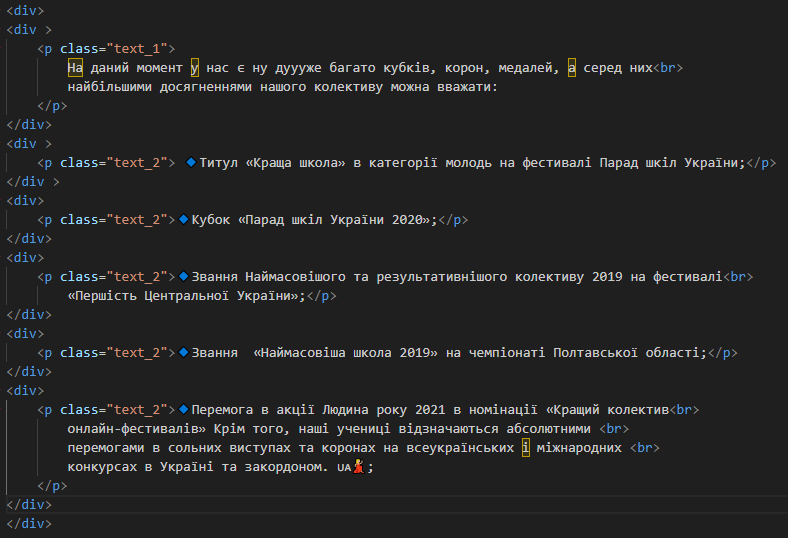 <div>
<div >
<p class="text_1">
На даний момент у нас є ну дуууже багато кубків, корон, медалей, а серед них<br>
найбільшими досягненнями нашого колективу можна вважати:
</p>
</div>
<div >
<p class="text_2"> 🔹Титул «Краща школа» в категорії молодь на фестивалі Парад шкіл України;</p>
</div >
<div>
<p class="text_2">🔹Кубок «Парад шкіл України 2020»;</p>
</div>
<div>
<p class="text_2">🔹Звання Наймасовішого та результативнішого колективу 2019 на фестивалі<br>
«Першість Центральної України»;</p>
</div>
<div>
<p class="text_2">🔹Звання  «Наймасовіша школа 2019» на чемпіонаті Полтавської області;</p>
</div>
<div>
<p class="text_2">🔹Перемога в акції Людина року 2021 в номінації «Кращий колектив<br>
онлайн-фестивалів» Крім того, наші учениці відзначаються абсолютними <br>
перемогами в сольних виступах та коронах на всеукраїнських і міжнародних <br>
конкурсах в Україні та закордоном. 🇺🇦💃;
</p>
</div>
</div>